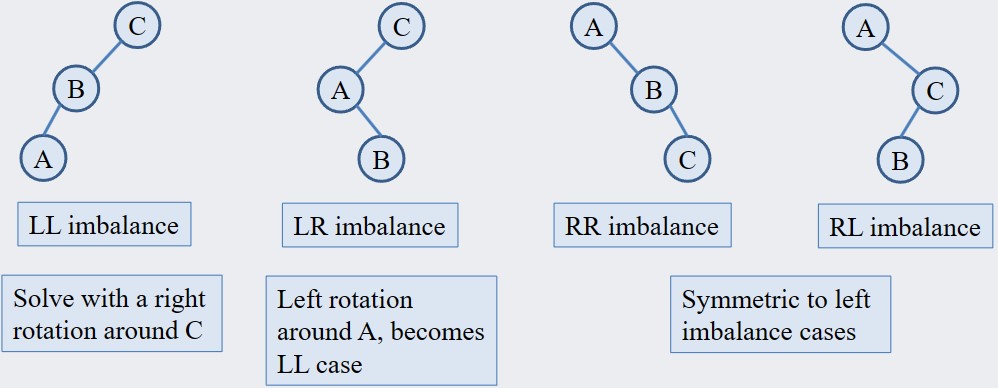 C
B
A
C
A
B
A
B
C
A
C
B
LL imbalance
LR imbalance
RR imbalance
RL imbalance
Solve with a right
rotation around C
Left rotation
around A, becomes
LL case
Symmetric to left
imbalance cases